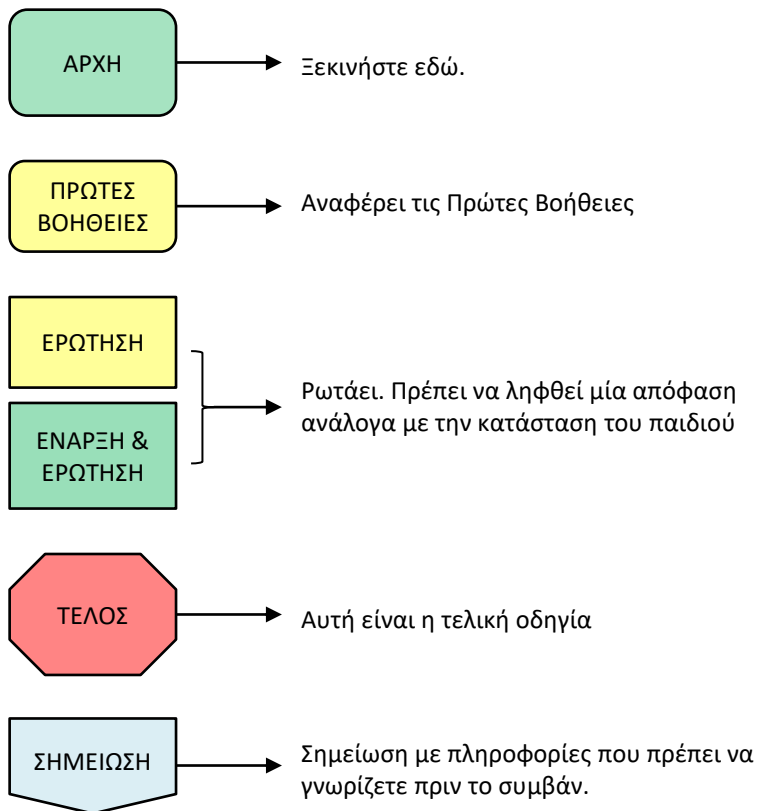 ΑΡΧΗ
Ξεκινήστε εδώ.
ΠΡΩΤΕΣ
ΒΟΗΘΕΙΕΣ
Αναφέρει τις Πρώτες Βοήθειες
ΕΡΩΤΗΣΗ
ΕΝΑΡΞΗ &
ΕΡΩΤΗΣΗ
Ρωτάει. Πρέπει να ληφθεί μία απόφαση
ανάλογα με την κατάσταση του παιδιού
ΤΕΛΟΣ
Αυτή είναι η τελική οδηγία
ΣΗΜΕΙΩΣΗ
Σημείωση με πληροφορίες που πρέπει να
γνωρίζετε πριν το συμβάν.